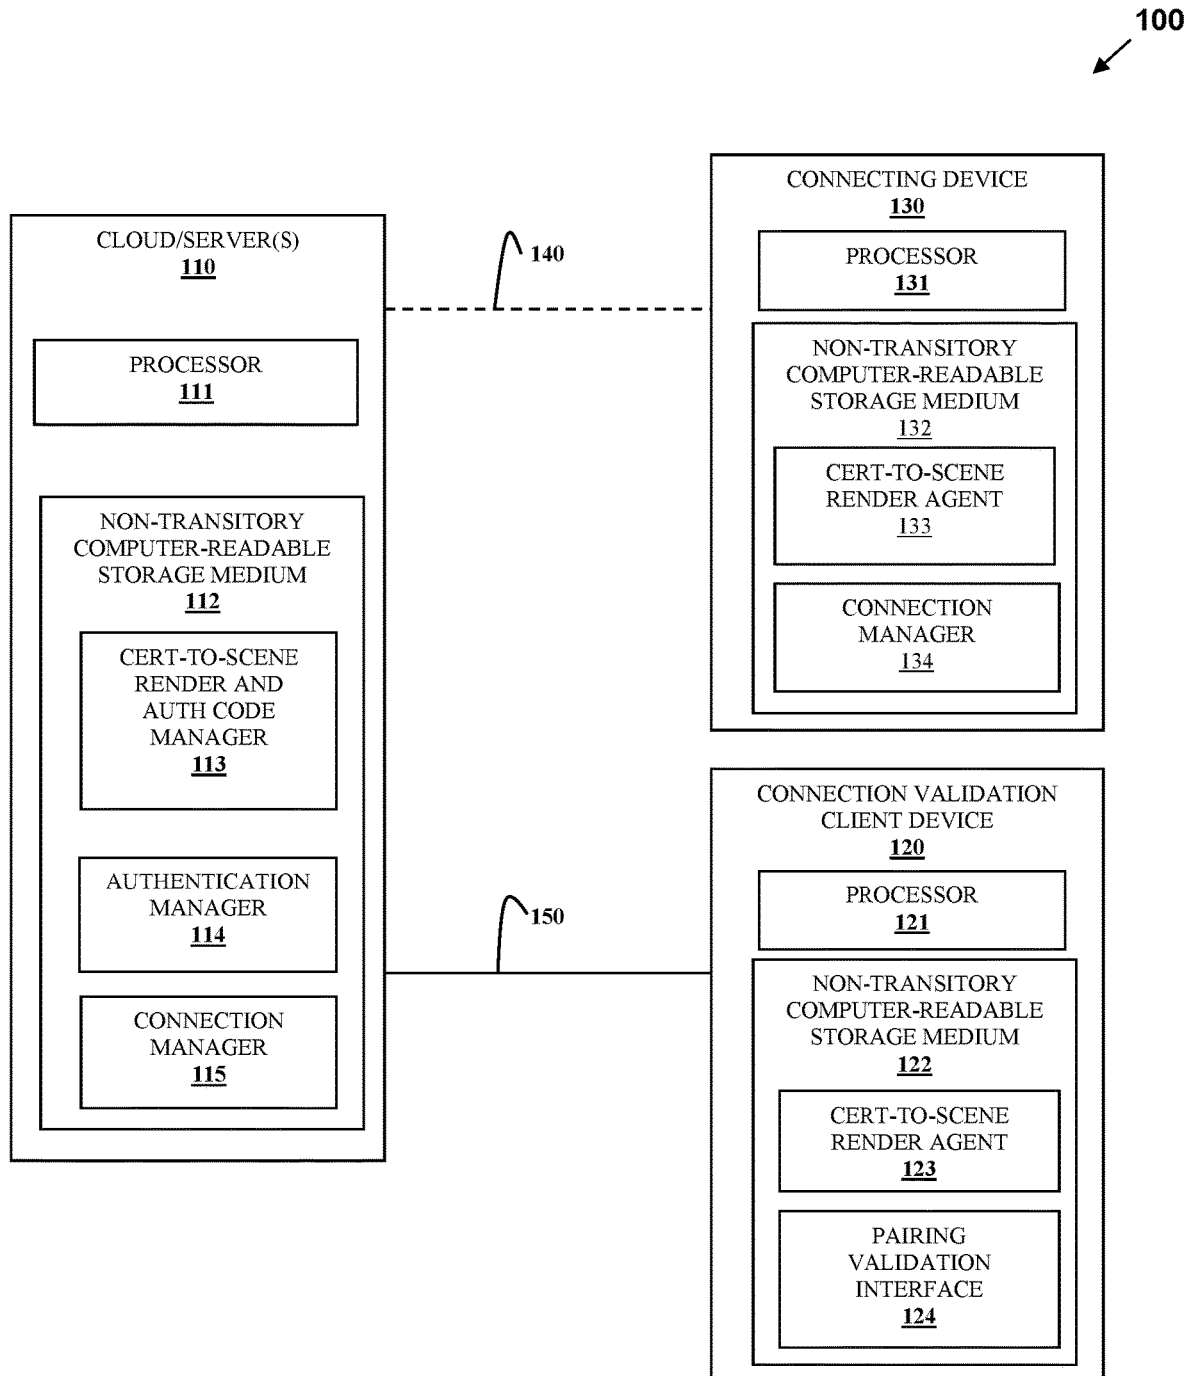 100
CLOUD/SERVER(S)
110
PROCESSOR
111
NON-TRANSITORY
COMPUTER-READABLE
STORAGE MEDIUM
112
CERT-TO-SCENE
RENDER AND
AUTH CODE
MANAGER
113
AUTHENTICATION
MANAGER
114
CONNECTION
MANAGER
115
140
150
CONNECTING DEVICE
130
PROCESSOR
131
NON-TRANSITORY
COMPUTER-READABLE
STORAGE MEDIUM
132
CERT-TO-SCENE
RENDER AGENT
133
CONNECTION
MANAGER
134
CONNECTION VALIDATION
CLIENT DEVICE
120
PROCESSOR
121
NON-TRANSITORY
COMPUTER-READABLE
STORAGE MEDIUM
122
CERT-TO-SCENE
RENDER AGENT
123
PAIRING
VALIDATION
INTERFACE
124